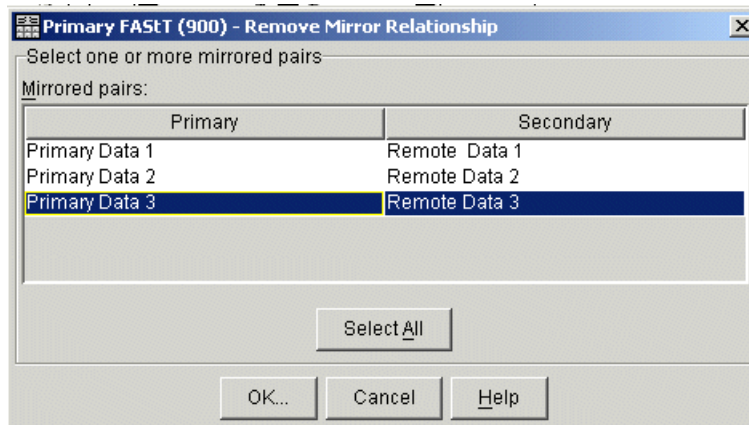 Primary FAStT (900) - Remove Mirror Relationship
Select one or more mirrored pairs
Mirrored pairs:
Primary Secondary
Primary Data 1 Remote  Data 1
Primary Data 2 Remote Data 2
Primary Data 3 Remote Data 3
Select All
OK... Cancel Help